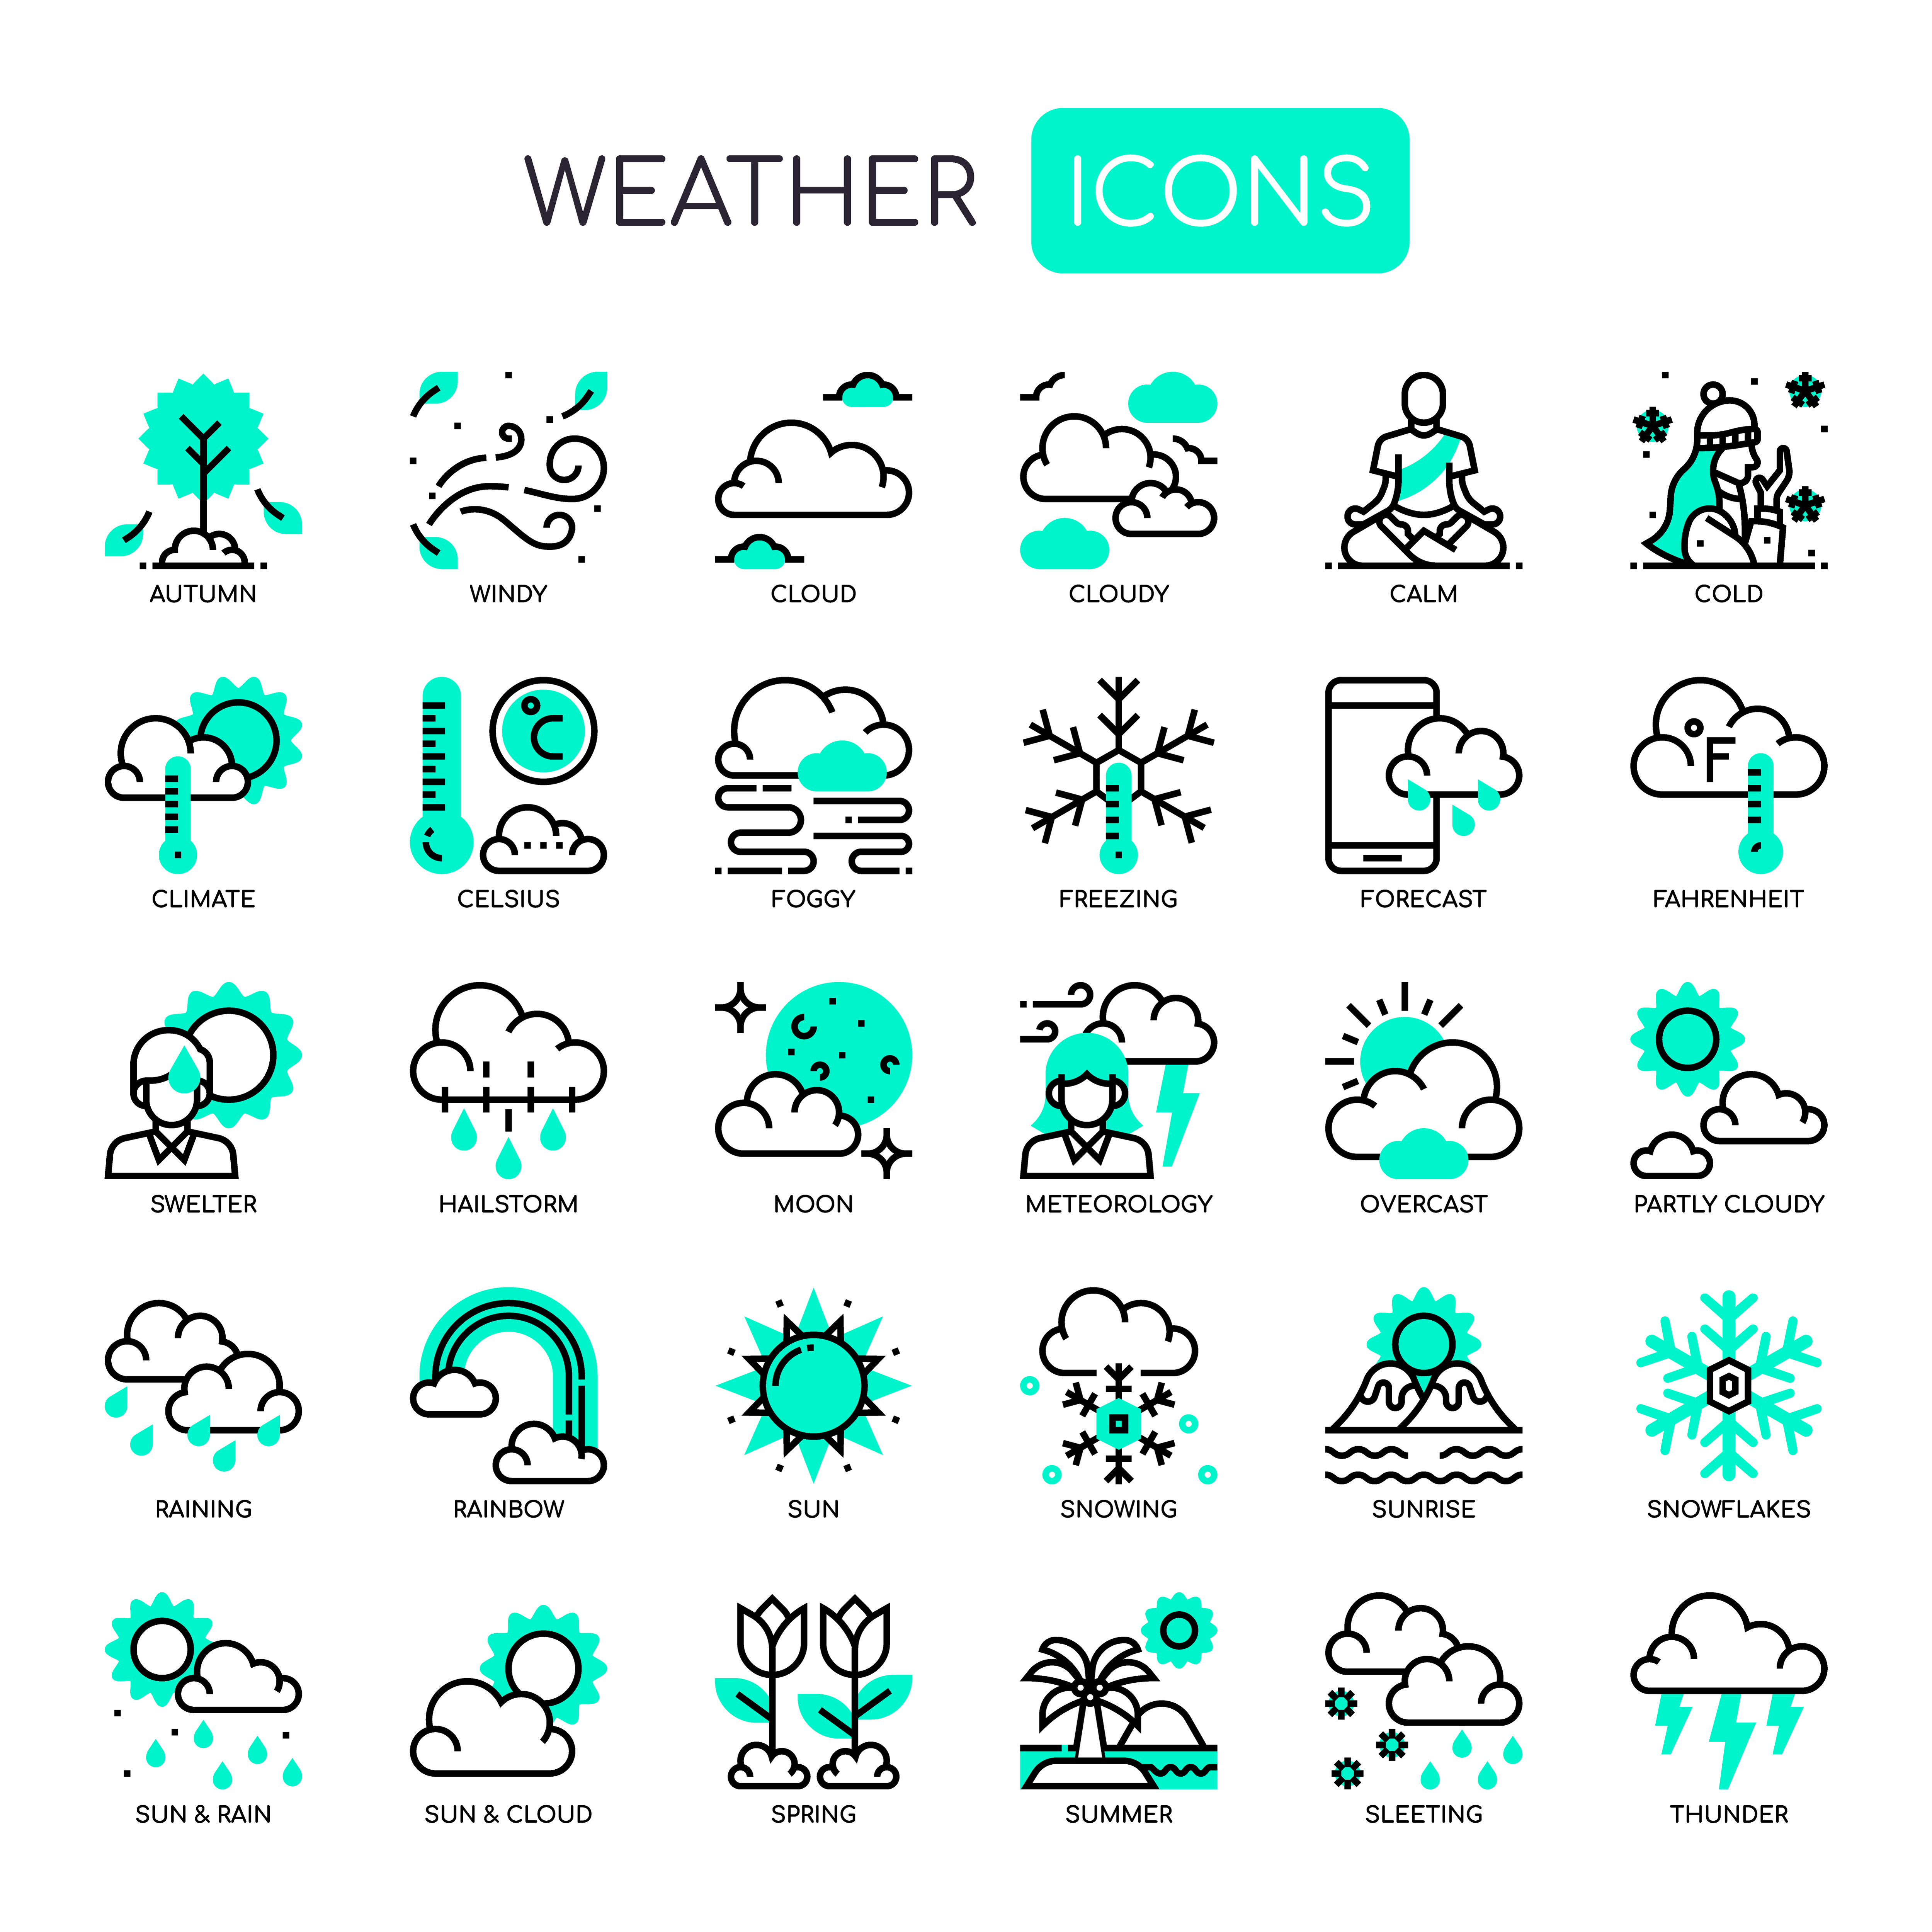 WEATHER ICONS
AUTUMN WINDY CLOUD CLOUDY CALM COLD
°C °F
CLIMATE CELSIUS FOGGY FREEZING FORECAST FAHRENHEIT
SWELTER HAILSTORM MOON METEOROLOGY OVERCAST PARTLY CLOUDY
RAINING RAINBOW SUN SNOWING SUNRISE SNOWFLAKES
SUN & RAIN SUN & CLOUD SPRING SUMMER SLEETING THUNDER